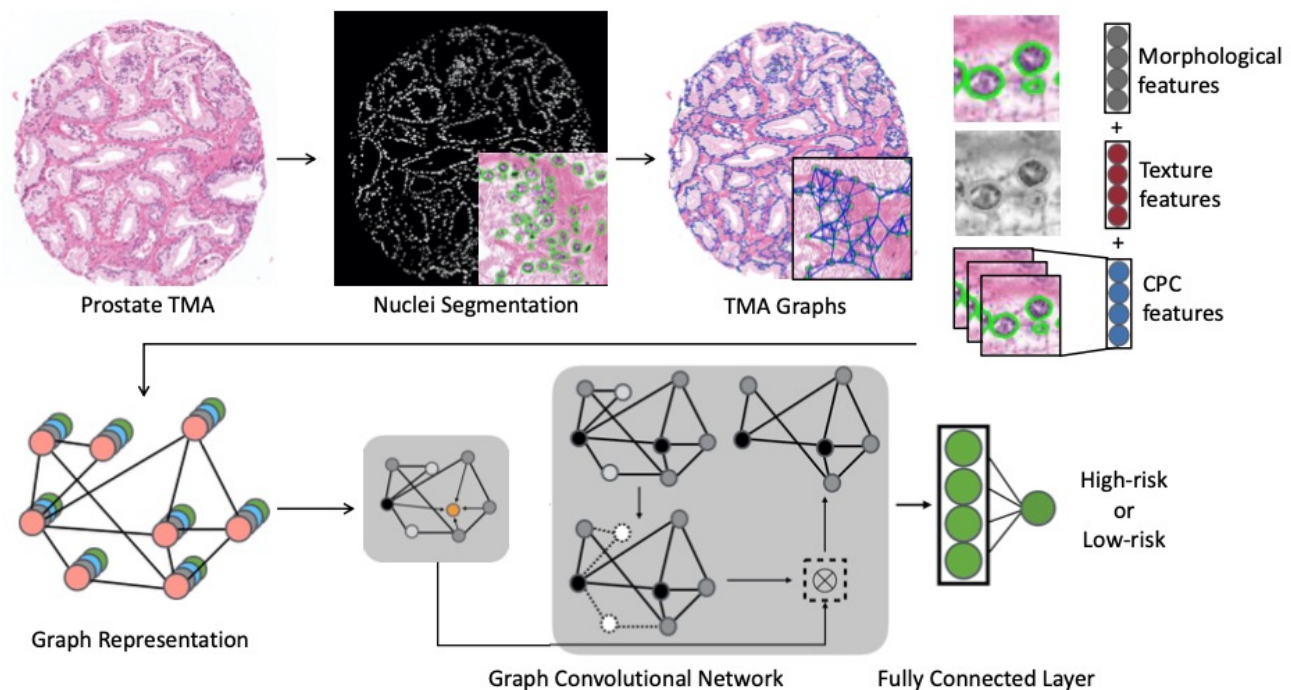 Prostate TMA
Nuclei Segmentation
TMA Graphs
Morphological
features
+
Texture
features
+
CPC
features
Graph Representation
Graph Convolutional Network
High-risk
or
Low-risk
Fully Connected Layer